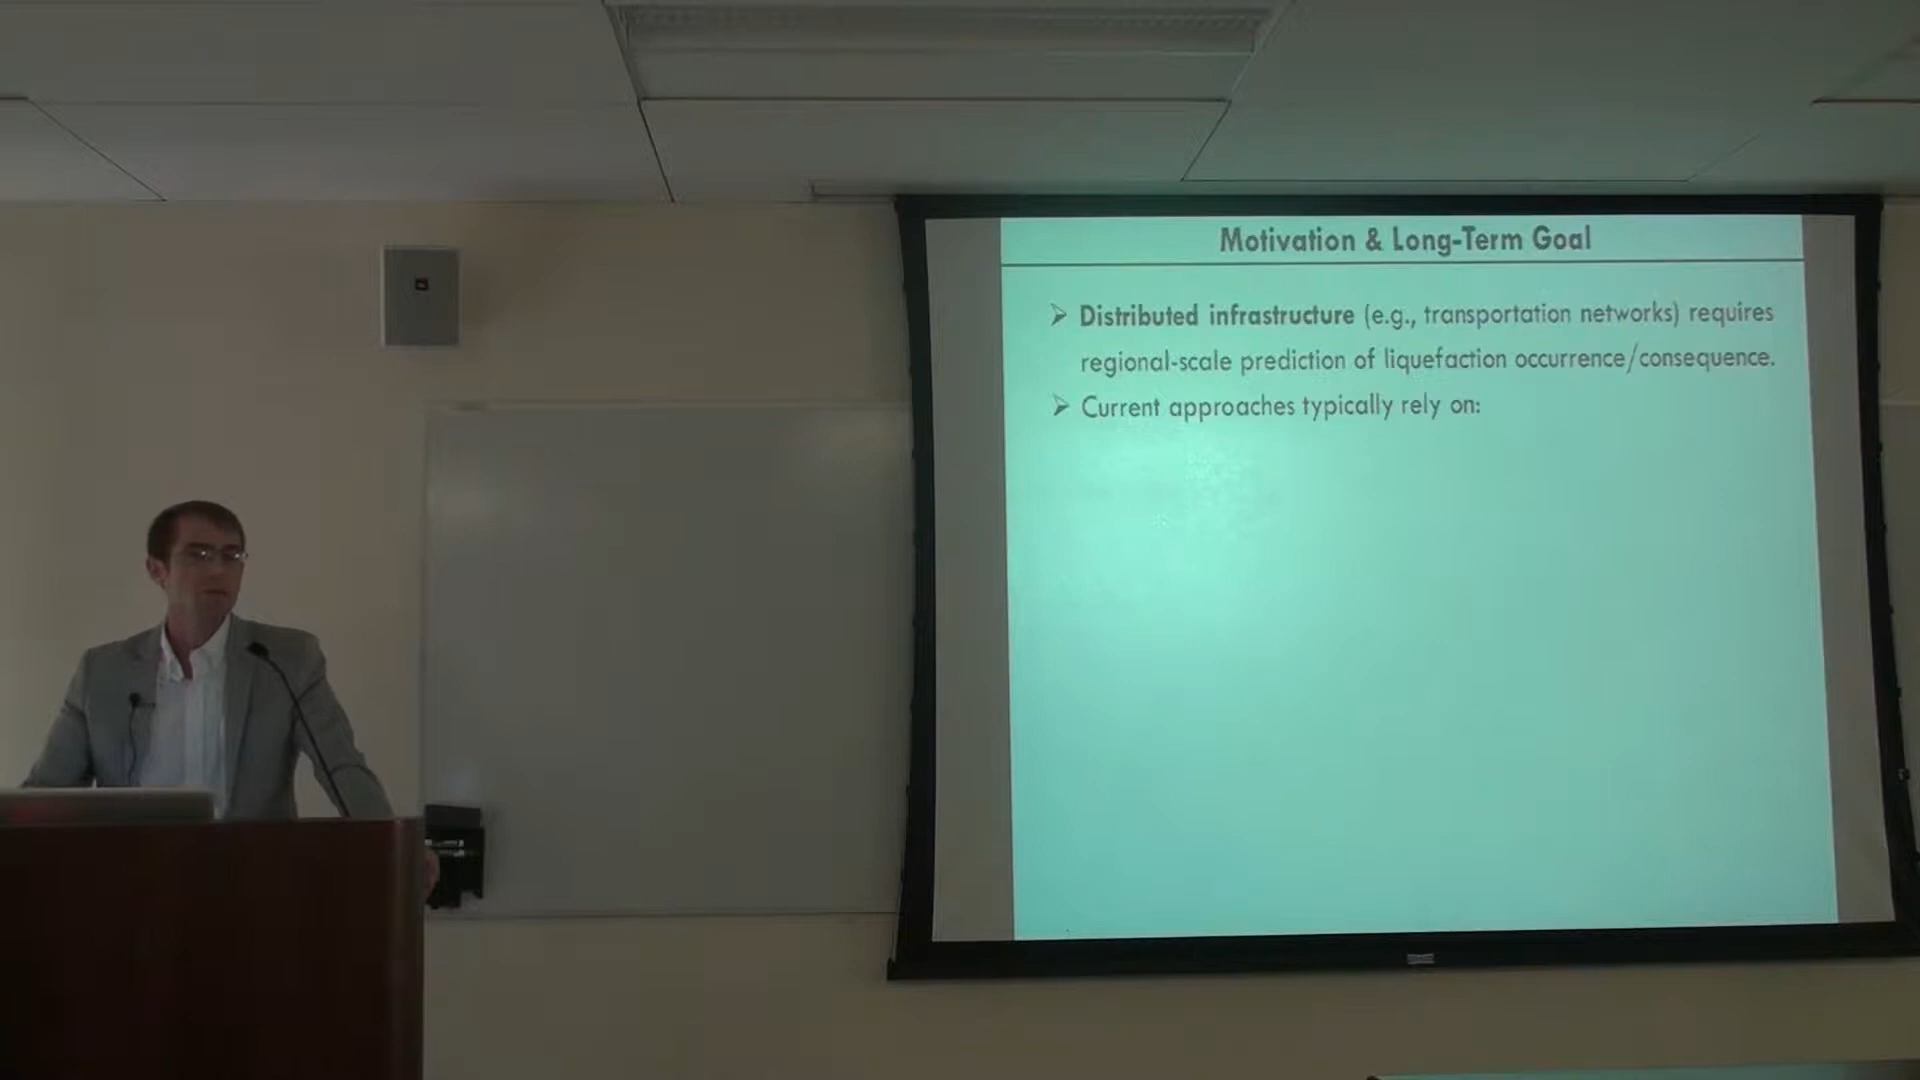 Motivation & Long-Term Goal
➢ Distributed infrastructure (e.g., transportation networks) requires
regional-scale prediction of liquefaction occurrence/consequence.
➢ Current approaches typically rely on: